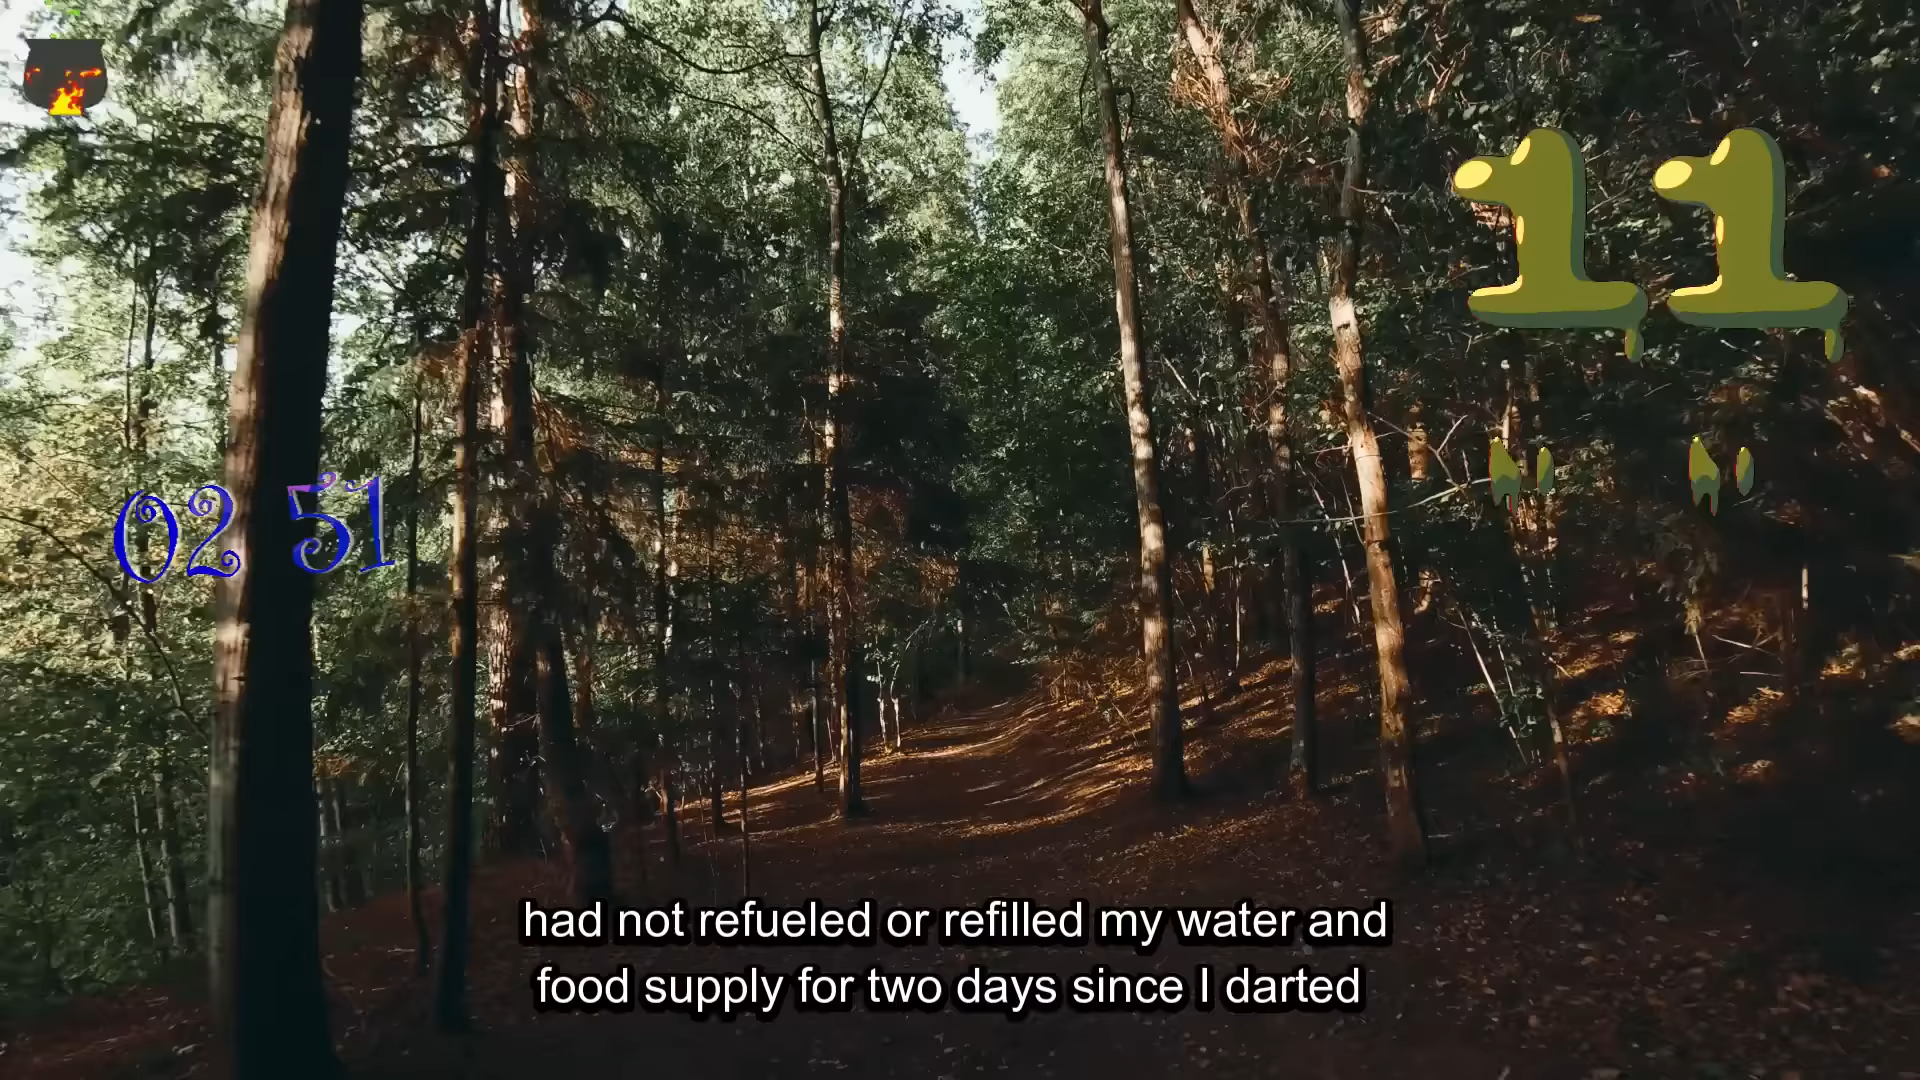 11
02 51
had not refueled or refilled my water and
food supply for two days since I darted